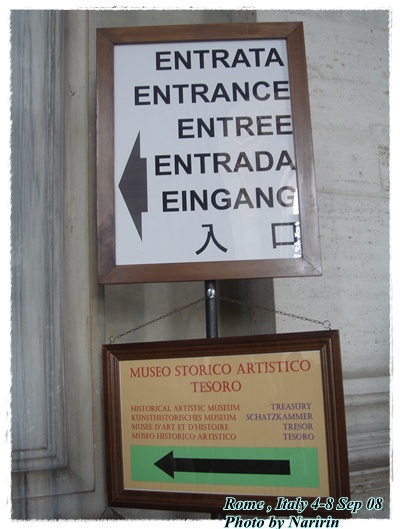 ENTRATA
ENTRANCE
ENTREE
ENTRADA
EINGANG
入 口
MUSEO STORICO ARTISTICO
TESORO
HISTORICAL ARTISTIC MUSEUM TREASURY
KUNSTHISTORISCHES MUSEUM SCHATZKAMMER
MUSEE D'ART ET D'HISTOIRE TRESOR
MUSEO HISTORICO ARTISTICO TESORO
Rome , Italy 4-8 Sep 08
Photo by Naririn